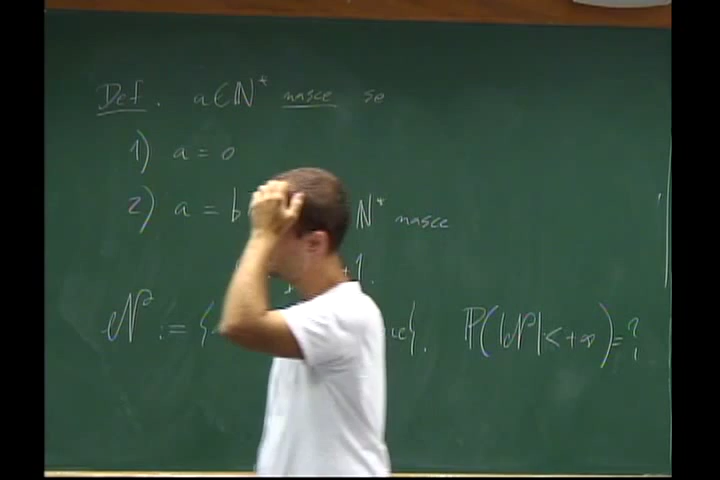 Def. a ∈ ℕ* nasce se
1) a = 0
2) a = b ℕ* nasce
+1.
𝒩 := { }. ℙ(|𝒩| < +∞) = ?